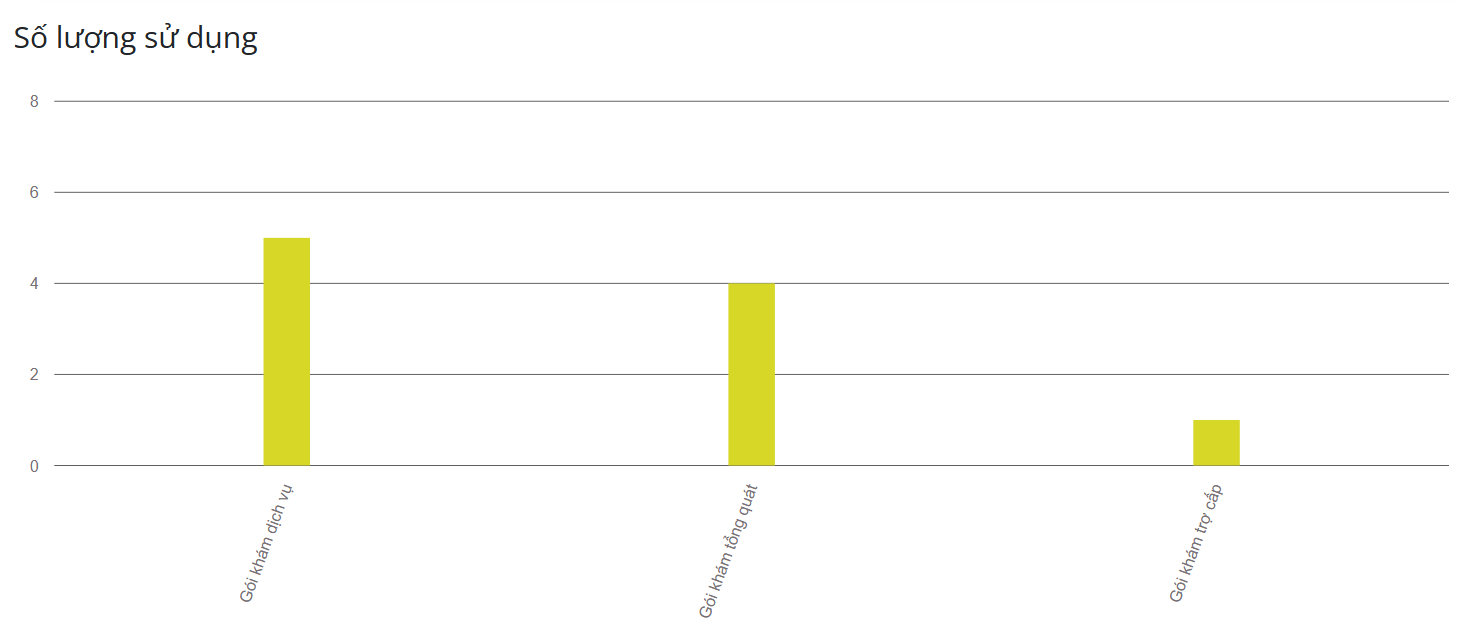 Số lượng sử dụng
8
6
4
2
0
Gói khám dịch vụ
Gói khám tổng quát
Gói khám trợ cấp